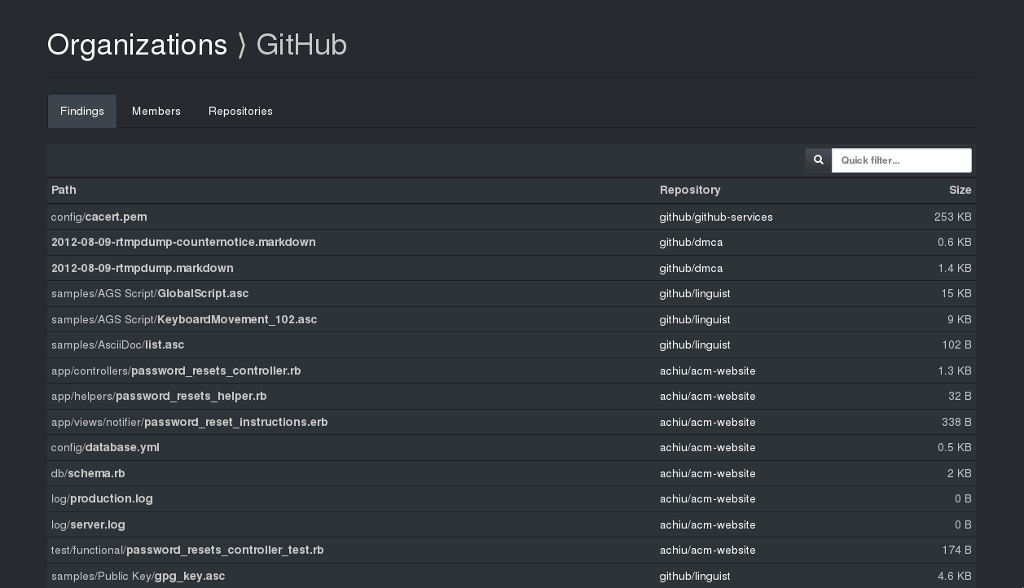 Organizations ⟩ GitHub
Findings Members Repositories
Quick filter...
Path Repository Size
config/cacert.pem github/github-services 253 KB
2012-08-09-rtmpdump-counternotice.markdown github/dmca 0.6 KB
2012-08-09-rtmpdump.markdown github/dmca 1.4 KB
samples/AGS Script/GlobalScript.asc github/linguist 15 KB
samples/AGS Script/KeyboardMovement_102.asc github/linguist 9 KB
samples/AsciiDoc/list.asc github/linguist 102 B
app/controllers/password_resets_controller.rb achiu/acm-website 1.3 KB
app/helpers/password_resets_helper.rb achiu/acm-website 32 B
app/views/notifier/password_reset_instructions.erb achiu/acm-website 338 B
config/database.yml achiu/acm-website 0.5 KB
db/schema.rb achiu/acm-website 2 KB
log/production.log achiu/acm-website 0 B
log/server.log achiu/acm-website 0 B
test/functional/password_resets_controller_test.rb achiu/acm-website 174 B
samples/Public Key/gpg_key.asc github/linguist 4.6 KB